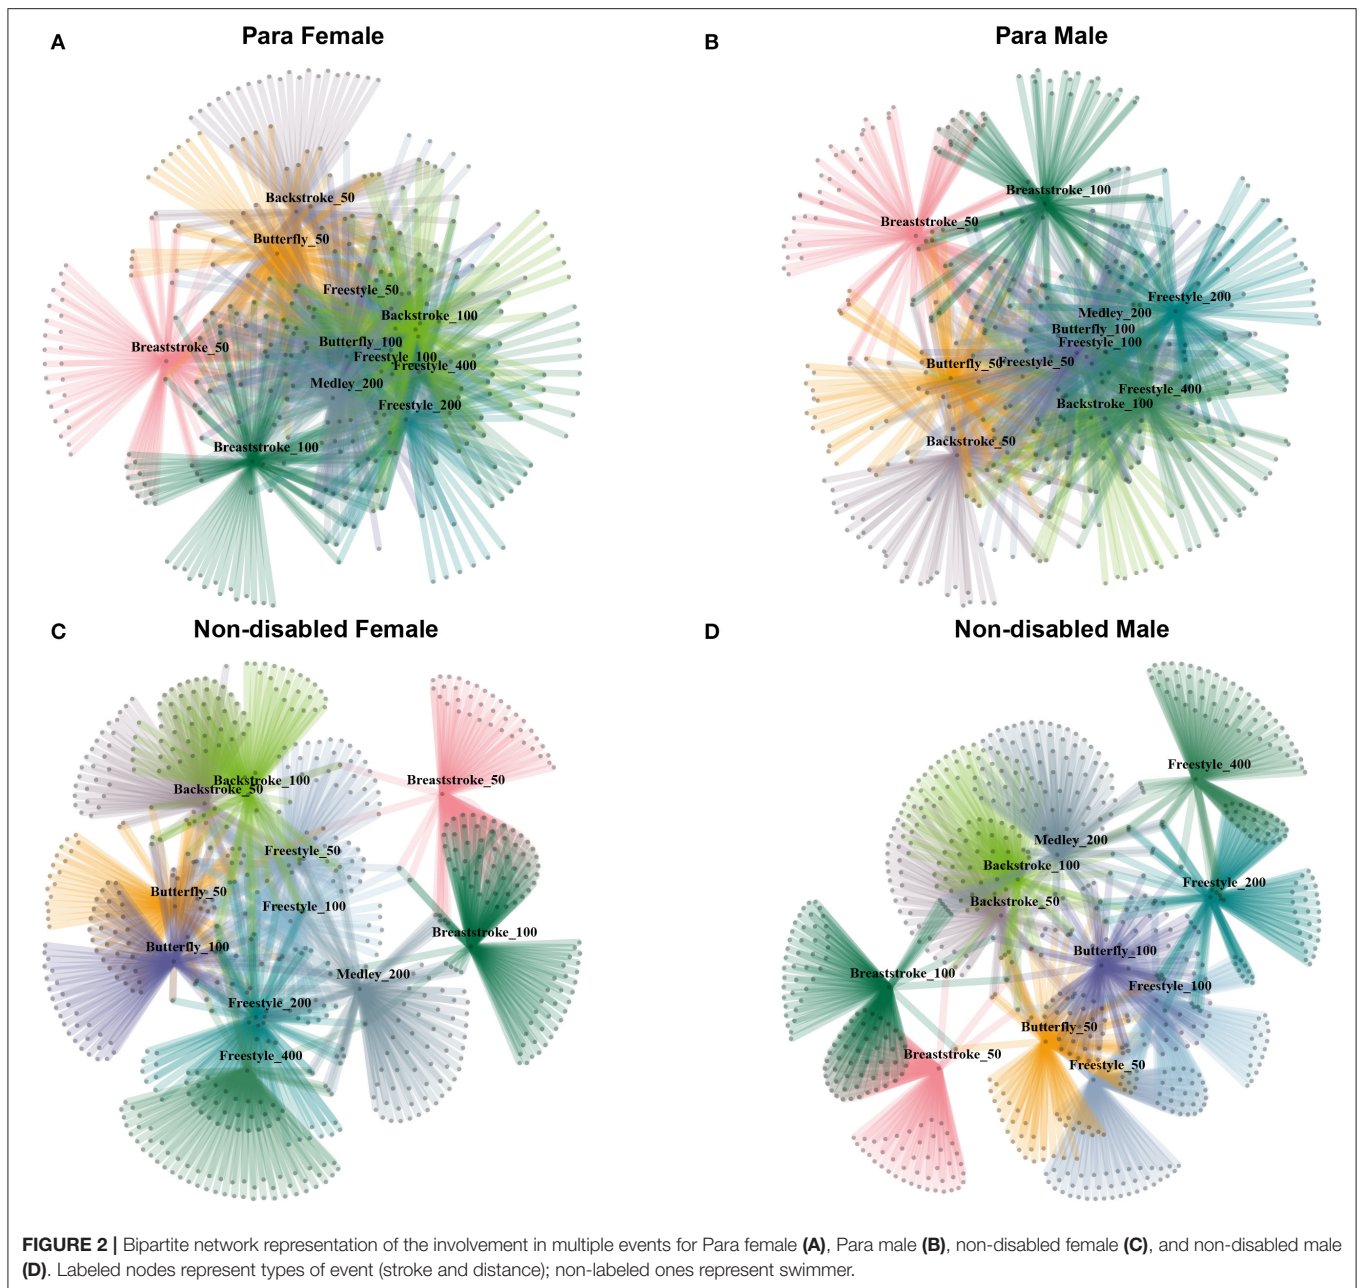 A
Para Female
B
Para Male
Backstroke_50
Butterfly_50
Freestyle_50
Backstroke_100
Butterfly_100
Freestyle_100
Freestyle_400
Breaststroke_50
Medley_200
Freestyle_200
Breaststroke_100
Breaststroke_100
Breaststroke_50
Freestyle_200
Medley_200
Butterfly_100
Freestyle_100
Butterfly_50
Freestyle_50
Freestyle_400
Backstroke_100
Backstroke_50
C
Non-disabled Female
D
Non-disabled Male
Backstroke_100
Backstroke_50
Breaststroke_50
Freestyle_50
Butterfly_50
Freestyle_100
Butterfly_100
Breaststroke_100
Medley_200
Freestyle_200
Freestyle_400
Freestyle_400
Medley_200
Backstroke_100
Freestyle_200
Backstroke_50
Butterfly_100
Breaststroke_100
Freestyle_100
Butterfly_50
Breaststroke_50
Freestyle_50
FIGURE 2 | Bipartite network representation of the involvement in multiple events for Para female (A), Para male (B), non-disabled female (C), and non-disabled male
(D). Labeled nodes represent types of event (stroke and distance); non-labeled ones represent swimmer.